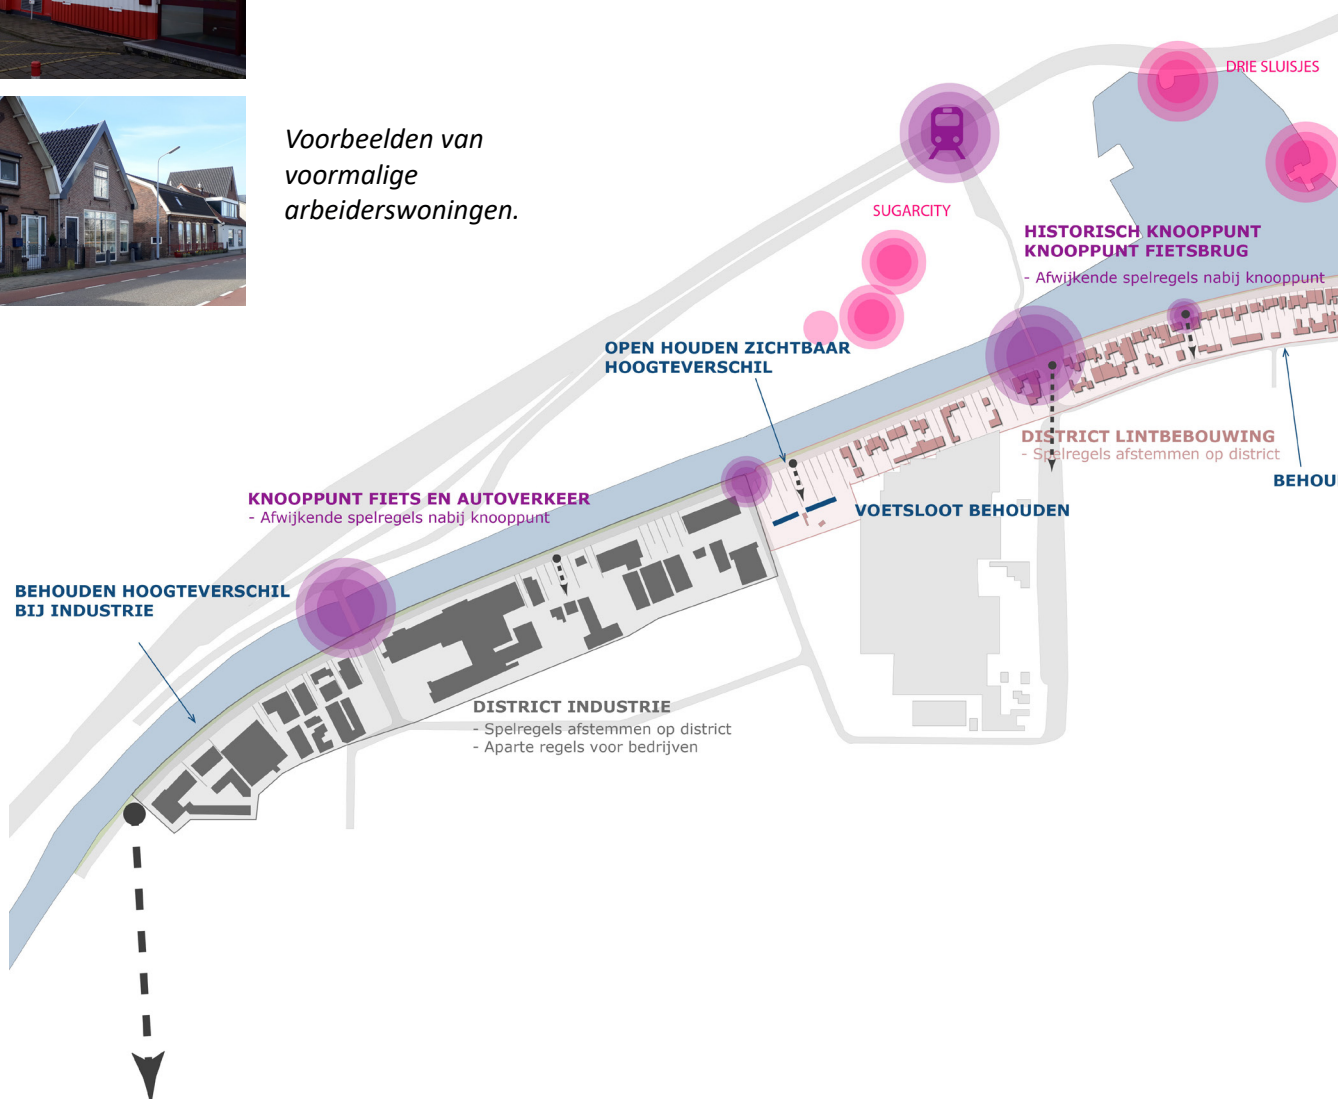 Voorbeelden van
voormalige
arbeiderswoningen.
DRIE SLUISJES
SUGARCITY
HISTORISCH KNOOPPUNT
KNOOPPUNT FIETSBRUG
- Afwijkende spelregels nabij knooppunt
OPEN HOUDEN ZICHTBAAR
HOOGTEVERSCHIL
DISTRICT LINTBEBOUWING
- Spelregels afstemmen op district
BEHOU
KNOOPPUNT FIETS EN AUTOVERKEER
- Afwijkende spelregels nabij knooppunt
VOETSLOOT BEHOUDEN
BEHOUDEN HOOGTEVERSCHIL
BIJ INDUSTRIE
DISTRICT INDUSTRIE
- Spelregels afstemmen op district
- Aparte regels voor bedrijven